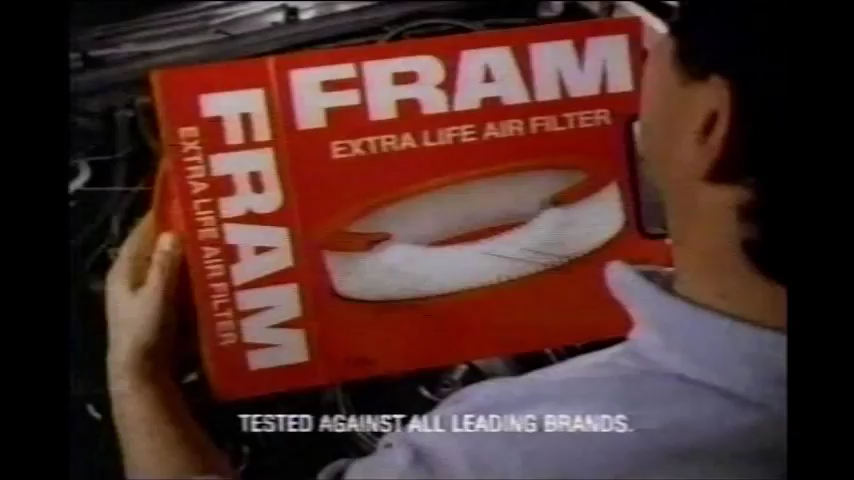 FRAM
EXTRA LIFE AIR FILTER
FRAM
EXTRA LIFE AIR FILTER
TESTED AGAINST ALL LEADING BRANDS.